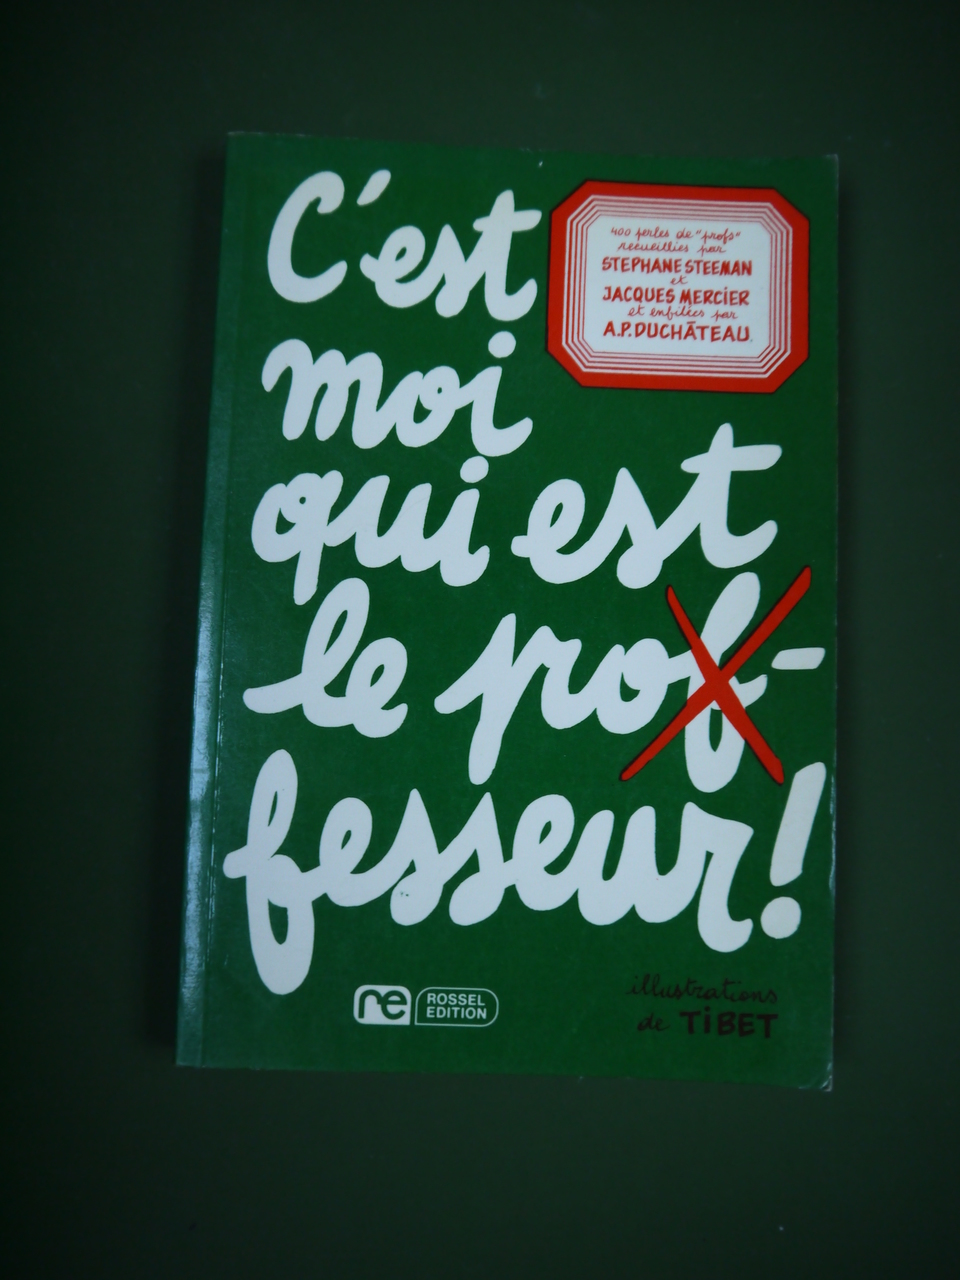 C'est
moi
qui est
le pof-
fesseur!
400 perles de "profs"
recueillies par
STEPHANE STEEMAN
et
JACQUES MERCIER
et enfilées par
A.P. DUCHÂTEAU.
re
ROSSEL
EDITION
illustrations
de TIBET